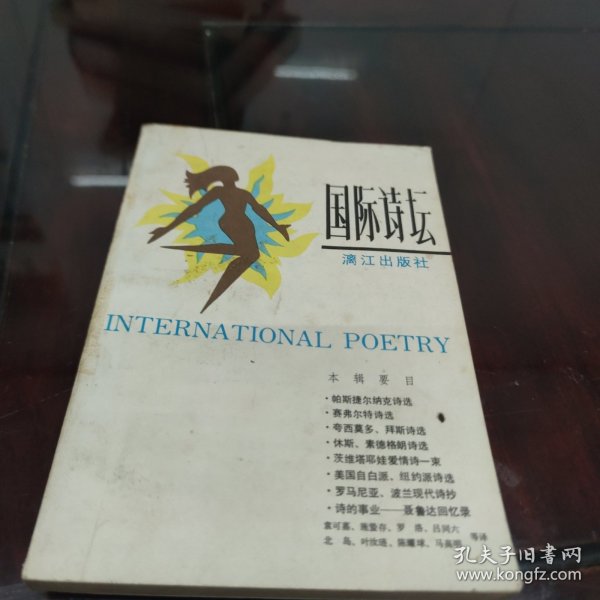 国际诗坛
漓江出版社
INTERNATIONAL POETRY
本辑要目
·帕斯捷尔纳克诗选
·赛弗尔特诗选
·夸西莫多、拜斯诗选
·休斯、素德格朗诗选
·茨维塔耶娃爱情诗一束
·美国自白派、纽约派诗选
·罗马尼亚、波兰现代诗抄
·诗的事业——聂鲁达回忆录
袁可嘉、施蛰存、罗洛、吕同六
北岛、叶汝琏、陈耀球、马高明 等译
孔夫子旧书网
www.kongfz.com